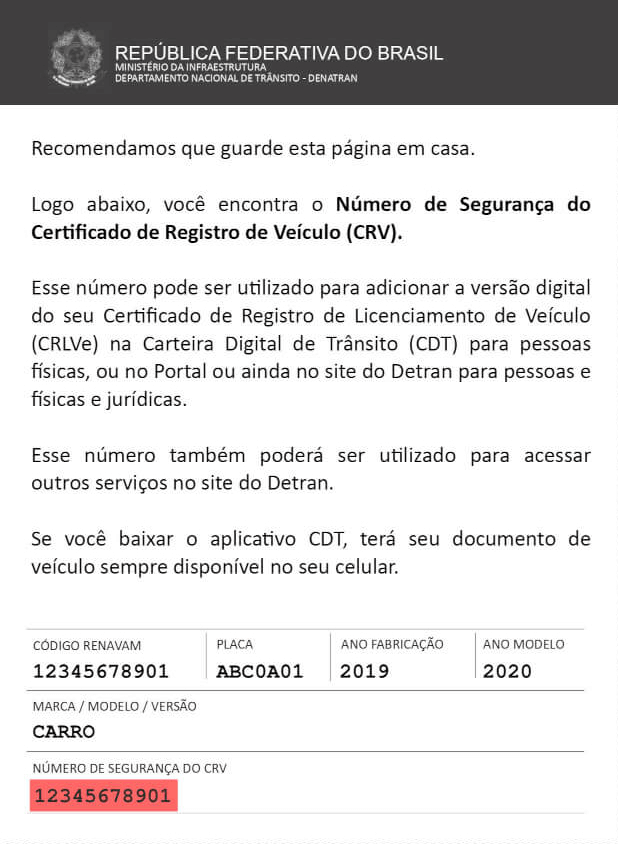 REPÚBLICA FEDERATIVA DO BRASIL
MINISTÉRIO DA INFRAESTRUTURA
DEPARTAMENTO NACIONAL DE TRÂNSITO - DENATRAN
Recomendamos que guarde esta página em casa.
Logo abaixo, você encontra o Número de Segurança do
Certificado de Registro de Veículo (CRV).
Esse número pode ser utilizado para adicionar a versão digital
do seu Certificado de Registro de Licenciamento de Veículo
(CRLVe) na Carteira Digital de Trânsito (CDT) para pessoas
físicas, ou no Portal ou ainda no site do Detran para pessoas e
físicas e jurídicas.
Esse número também poderá ser utilizado para acessar
outros serviços no site do Detran.
Se você baixar o aplicativo CDT, terá seu documento de
veículo sempre disponível no seu celular.
CÓDIGO RENAVAM PLACA ANO FABRICAÇÃO ANO MODELO
12345678901 ABC0A01 2019 2020
MARCA / MODELO / VERSÃO
CARRO
NÚMERO DE SEGURANÇA DO CRV
12345678901